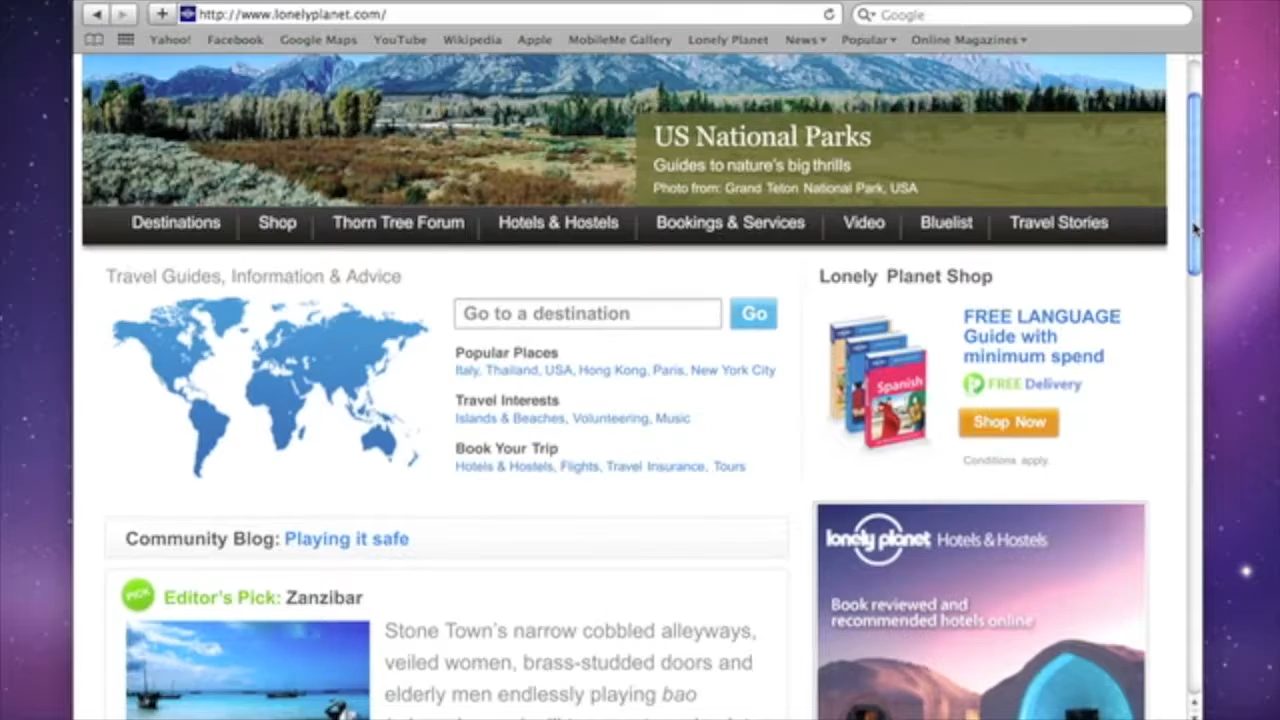 http://www.lonelyplanet.com/
Google
Yahoo! Facebook Google Maps YouTube Wikipedia Apple MobileMe Gallery Lonely Planet News Popular Online Magazines
US National Parks
Guides to nature's big thrills
Photo from: Grand Teton National Park, USA
Destinations Shop Thorn Tree Forum Hotels & Hostels Bookings & Services Video Bluelist Travel Stories
Travel Guides, Information & Advice
Go to a destination Go
Popular Places
Italy, Thailand, USA, Hong Kong, Paris, New York City
Travel Interests
Islands & Beaches, Volunteering, Music
Book Your Trip
Hotels & Hostels, Flights, Travel Insurance, Tours
Lonely Planet Shop
Spanish
FREE LANGUAGE
Guide with
minimum spend
FREE Delivery
Shop Now
Conditions apply.
Community Blog: Playing it safe
PICK
Editor's Pick: Zanzibar
Stone Town's narrow cobbled alleyways,
veiled women, brass-studded doors and
elderly men endlessly playing bao
lonely planet Hotels & Hostels
Book reviewed and
recommended hotels online